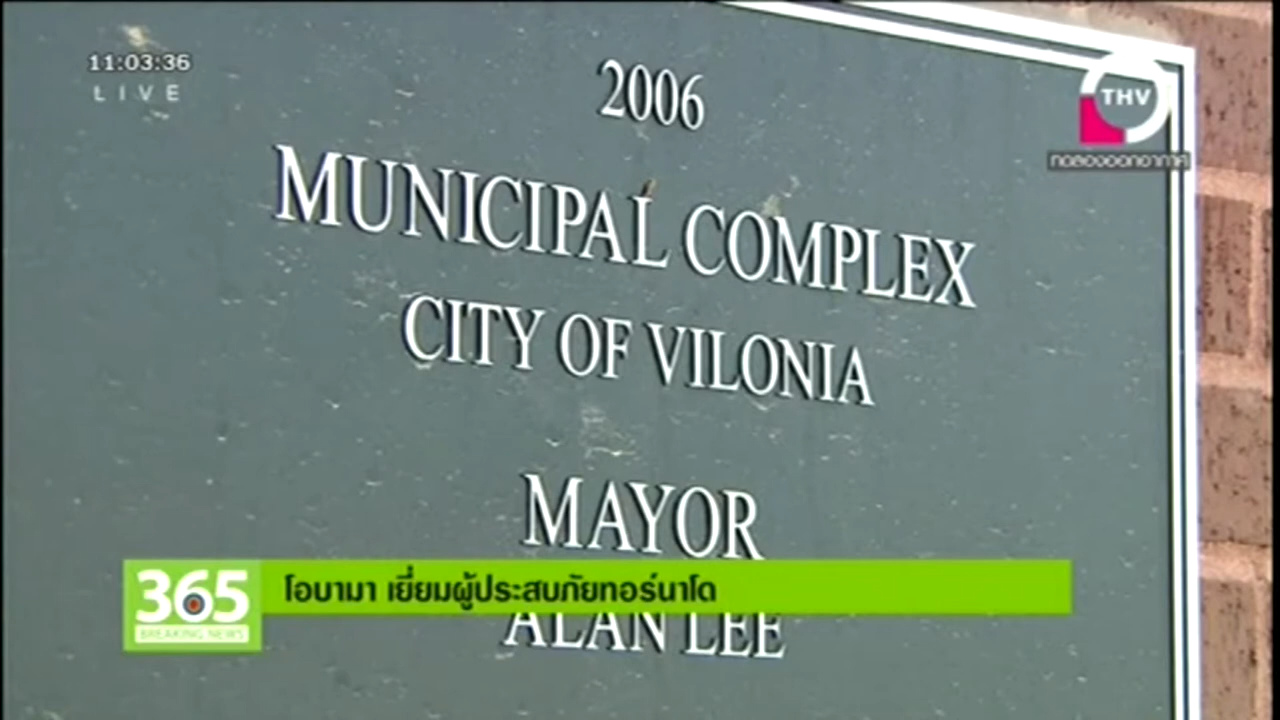 11:03:36
LIVE
THV
ทดลองออกอากาศ
2006
MUNICIPAL COMPLEX
CITY OF VILONIA
MAYOR
ALAN LEE
365
BREAKING NEWS
โอบามา เยี่ยมผู้ประสบภัยทอร์นาโด